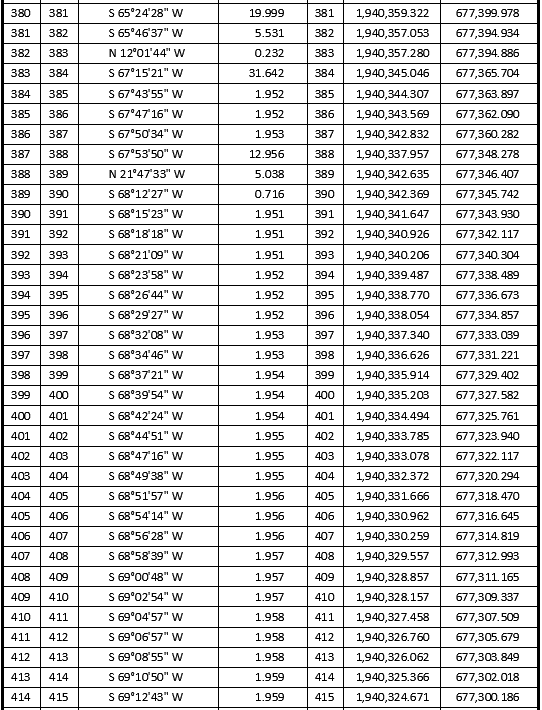 380 381 S 65°24'28" W 19.999 381 1,940,359.322 677,399.978
381 382 S 65°46'37" W 5.531 382 1,940,357.053 677,394.934
382 383 N 12°01'44" W 0.232 383 1,940,357.280 677,394.886
383 384 S 67°15'21" W 31.642 384 1,940,345.046 677,365.704
384 385 S 67°43'55" W 1.952 385 1,940,344.307 677,363.897
385 386 S 67°47'16" W 1.952 386 1,940,343.569 677,362.090
386 387 S 67°50'34" W 1.953 387 1,940,342.832 677,360.282
387 388 S 67°53'50" W 12.956 388 1,940,337.957 677,348.278
388 389 N 21°47'33" W 5.038 389 1,940,342.635 677,346.407
389 390 S 68°12'27" W 0.716 390 1,940,342.369 677,345.742
390 391 S 68°15'23" W 1.951 391 1,940,341.647 677,343.930
391 392 S 68°18'18" W 1.951 392 1,940,340.926 677,342.117
392 393 S 68°21'09" W 1.951 393 1,940,340.206 677,340.304
393 394 S 68°23'58" W 1.952 394 1,940,339.487 677,338.489
394 395 S 68°26'44" W 1.952 395 1,940,338.770 677,336.673
395 396 S 68°29'27" W 1.952 396 1,940,338.054 677,334.857
396 397 S 68°32'08" W 1.953 397 1,940,337.340 677,333.039
397 398 S 68°34'46" W 1.953 398 1,940,336.626 677,331.221
398 399 S 68°37'21" W 1.954 399 1,940,335.914 677,329.402
399 400 S 68°39'54" W 1.954 400 1,940,335.203 677,327.582
400 401 S 68°42'24" W 1.954 401 1,940,334.494 677,325.761
401 402 S 68°44'51" W 1.955 402 1,940,333.785 677,323.940
402 403 S 68°47'16" W 1.955 403 1,940,333.078 677,322.117
403 404 S 68°49'38" W 1.955 404 1,940,332.372 677,320.294
404 405 S 68°51'57" W 1.956 405 1,940,331.666 677,318.470
405 406 S 68°54'14" W 1.956 406 1,940,330.962 677,316.645
406 407 S 68°56'28" W 1.956 407 1,940,330.259 677,314.819
407 408 S 68°58'39" W 1.957 408 1,940,329.557 677,312.993
408 409 S 69°00'48" W 1.957 409 1,940,328.857 677,311.165
409 410 S 69°02'54" W 1.957 410 1,940,328.157 677,309.337
410 411 S 69°04'57" W 1.958 411 1,940,327.458 677,307.509
411 412 S 69°06'57" W 1.958 412 1,940,326.760 677,305.679
412 413 S 69°08'55" W 1.958 413 1,940,326.062 677,303.849
413 414 S 69°10'50" W 1.959 414 1,940,325.366 677,302.018
414 415 S 69°12'43" W 1.959 415 1,940,324.671 677,300.186